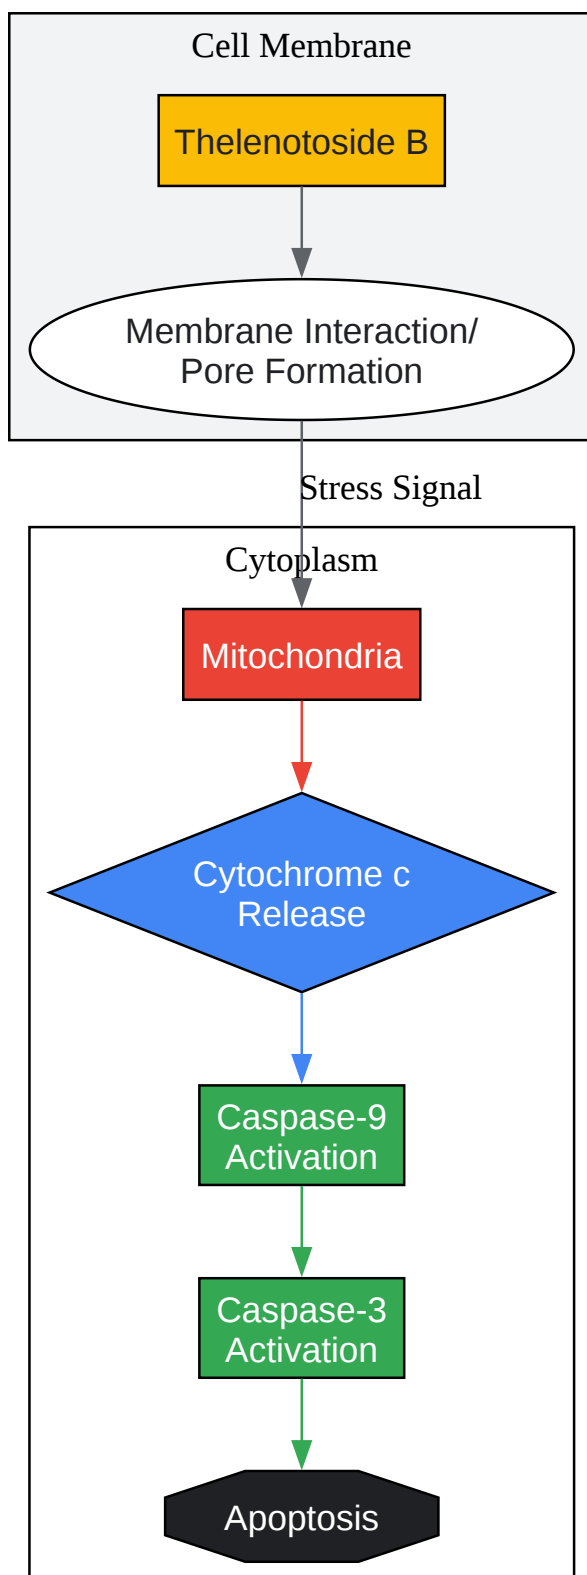 Cell Membrane
Thelenotoside B
Membrane Interaction/
Pore Formation
Stress Signal
Cytoplasm
Mitochondria
Cytochrome c
Release
Caspase-9
Activation
Caspase-3
Activation
Apoptosis